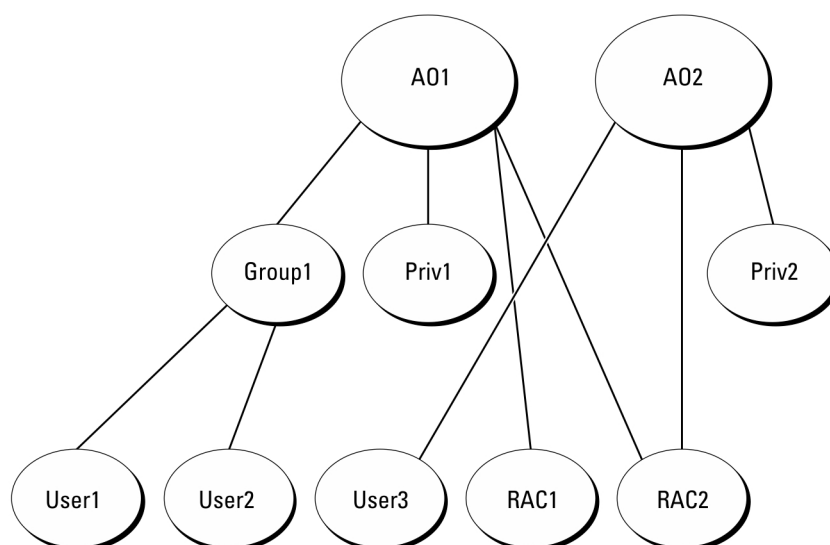 AO1
AO2
Group1
Priv1
Priv2
User1
User2
User3
RAC1
RAC2